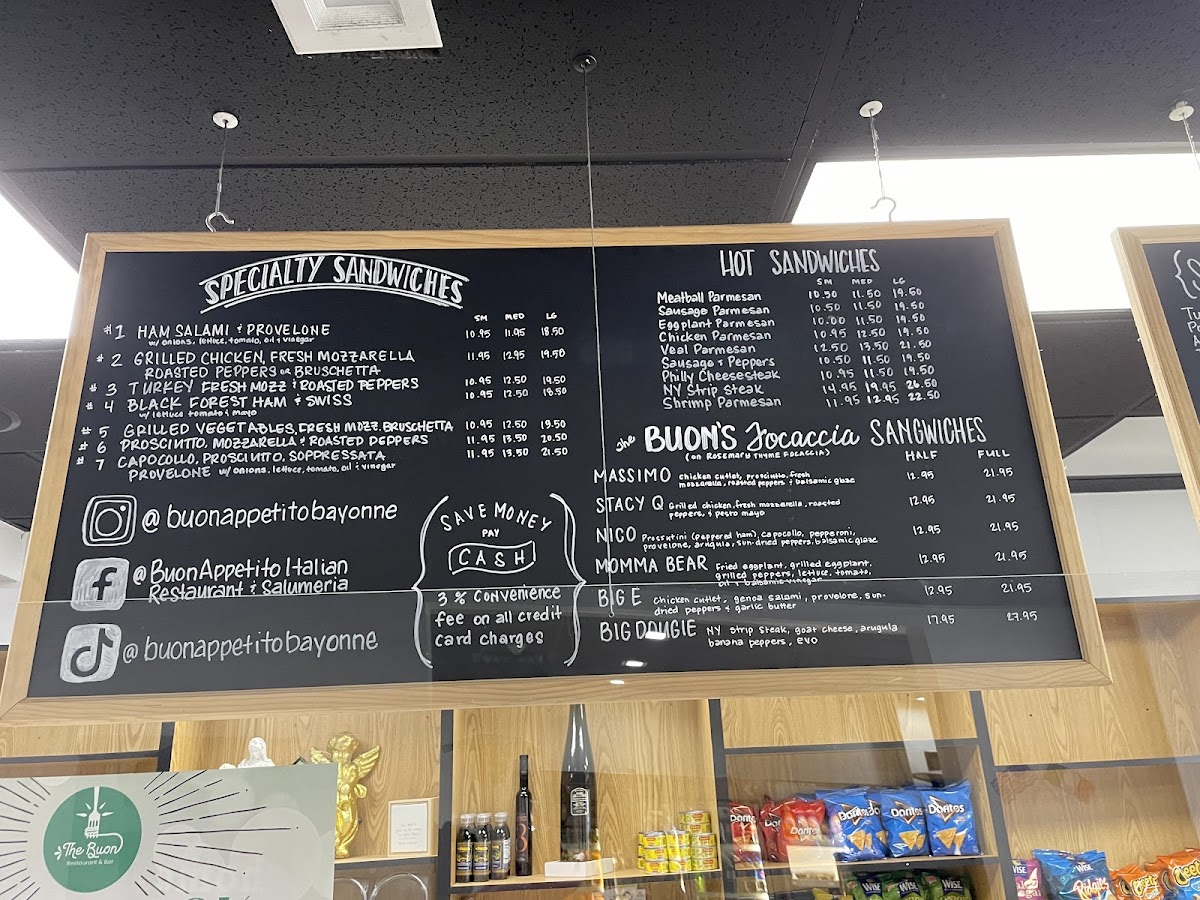 SPECIALTY SANDWICHES
SM MED LG
#1 HAM SALAMI & PROVELONE 10.95 11.95 18.50
w/ onions, lettuce, tomato, oil & vinegar
#2 GRILLED CHICKEN, FRESH MOZZARELLA 11.95 12.95 19.50
ROASTED PEPPERS OR BRUSCHETTA
#3 TURKEY FRESH MOZZ & ROASTED PEPPERS 10.95 12.50 19.50
#4 BLACK FOREST HAM & SWISS 10.95 12.50 18.50
w/ lettuce tomato & mayo
#5 GRILLED VEGETABLES, FRESH MOZZ. BRUSCHETTA 10.95 12.50 19.50
#6 PROSCIUTTO, MOZZARELLA & ROASTED PEPPERS 11.95 13.50 20.50
#7 CAPOCOLLO, PROSCIUTTO, SOPPRESSATA 11.95 13.50 21.50
PROVELONE w/ onions, lettuce, tomato, oil & vinegar
@buonappetitobayonne
@BuonAppetito Italian
Restaurant & Salumeria
@buonappetitobayonne
SAVE MONEY
PAY
CASH
3% convenience
fee on all credit
card charges
HOT SANDWICHES
SM MED LG
Meatball Parmesan 10.50 11.50 19.50
Sausage Parmesan 10.50 11.50 19.50
Eggplant Parmesan 10.00 11.50 19.50
Chicken Parmesan 10.95 12.50 19.50
Veal Parmesan 12.50 13.50 21.50
Sausage & Peppers 10.50 11.50 19.50
Philly Cheesesteak 10.95 11.50 19.50
NY Strip Steak 14.95 19.95 26.50
Shrimp Parmesan 11.95 12.95 22.50
The BUON'S Focaccia SANGWICHES
(ON ROSEMARY THYME FOCACCIA)
HALF FULL
MASSIMO chicken cutlet, prosciutto, fresh 12.95 21.95
mozzarella, roasted peppers & balsamic glaze
STACY Q Grilled chicken, fresh mozzarella, roasted 12.95 21.95
peppers, & pesto mayo
NICO Prossutini (peppered ham), capocollo, pepperoni, 12.95 21.95
provelone, arugula, sun-dried peppers, balsamic glaze
MOMMA BEAR Fried eggplant, grilled eggplant, 12.95 21.95
grilled peppers, lettuce, tomato,
oil & balsamic vinegar
BIG E chicken cutlet, genoa salami, provelone, sun- 12.95 21.95
dried peppers & garlic butter
BIG DOUGIE NY Strip Steak, goat cheese, arugula 17.95 27.95
banana peppers, evo
The Buon
Restaurant & Bar
Doritos
Doritos
Doritos
Doritos
WISE
WISE
WISE
WISE
Ridgies